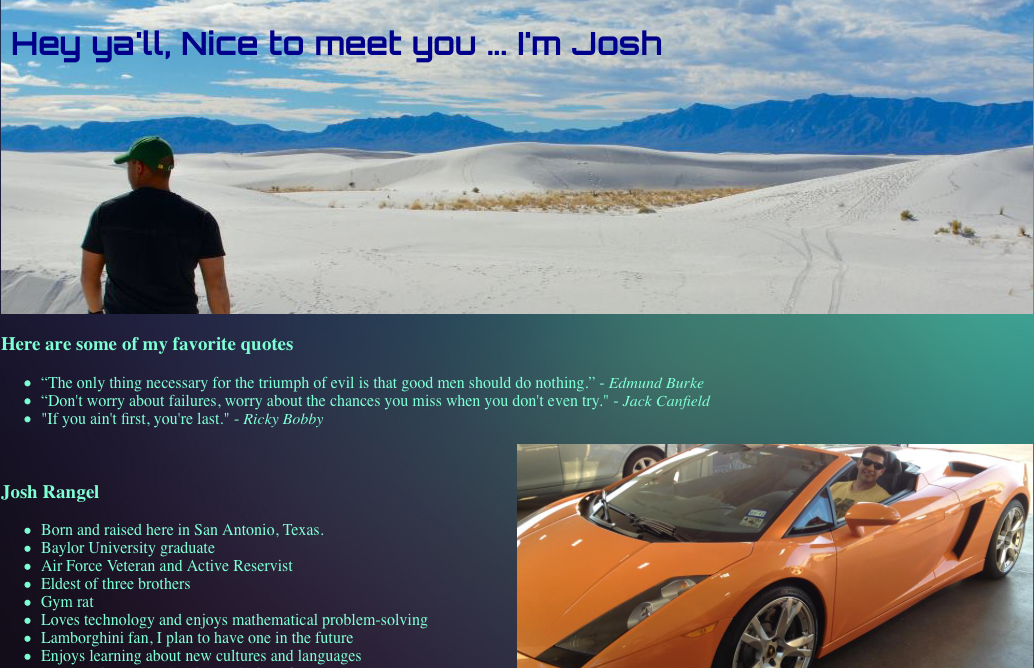 Hey ya'll, Nice to meet you ... I'm Josh
Here are some of my favorite quotes
“The only thing necessary for the triumph of evil is that good men should do nothing.” - Edmund Burke
“Don't worry about failures, worry about the chances you miss when you don't even try." - Jack Canfield
"If you ain't first, you're last." - Ricky Bobby
Josh Rangel
Born and raised here in San Antonio, Texas.
Baylor University graduate
Air Force Veteran and Active Reservist
Eldest of three brothers
Gym rat
Loves technology and enjoys mathematical problem-solving
Lamborghini fan, I plan to have one in the future
Enjoys learning about new cultures and languages